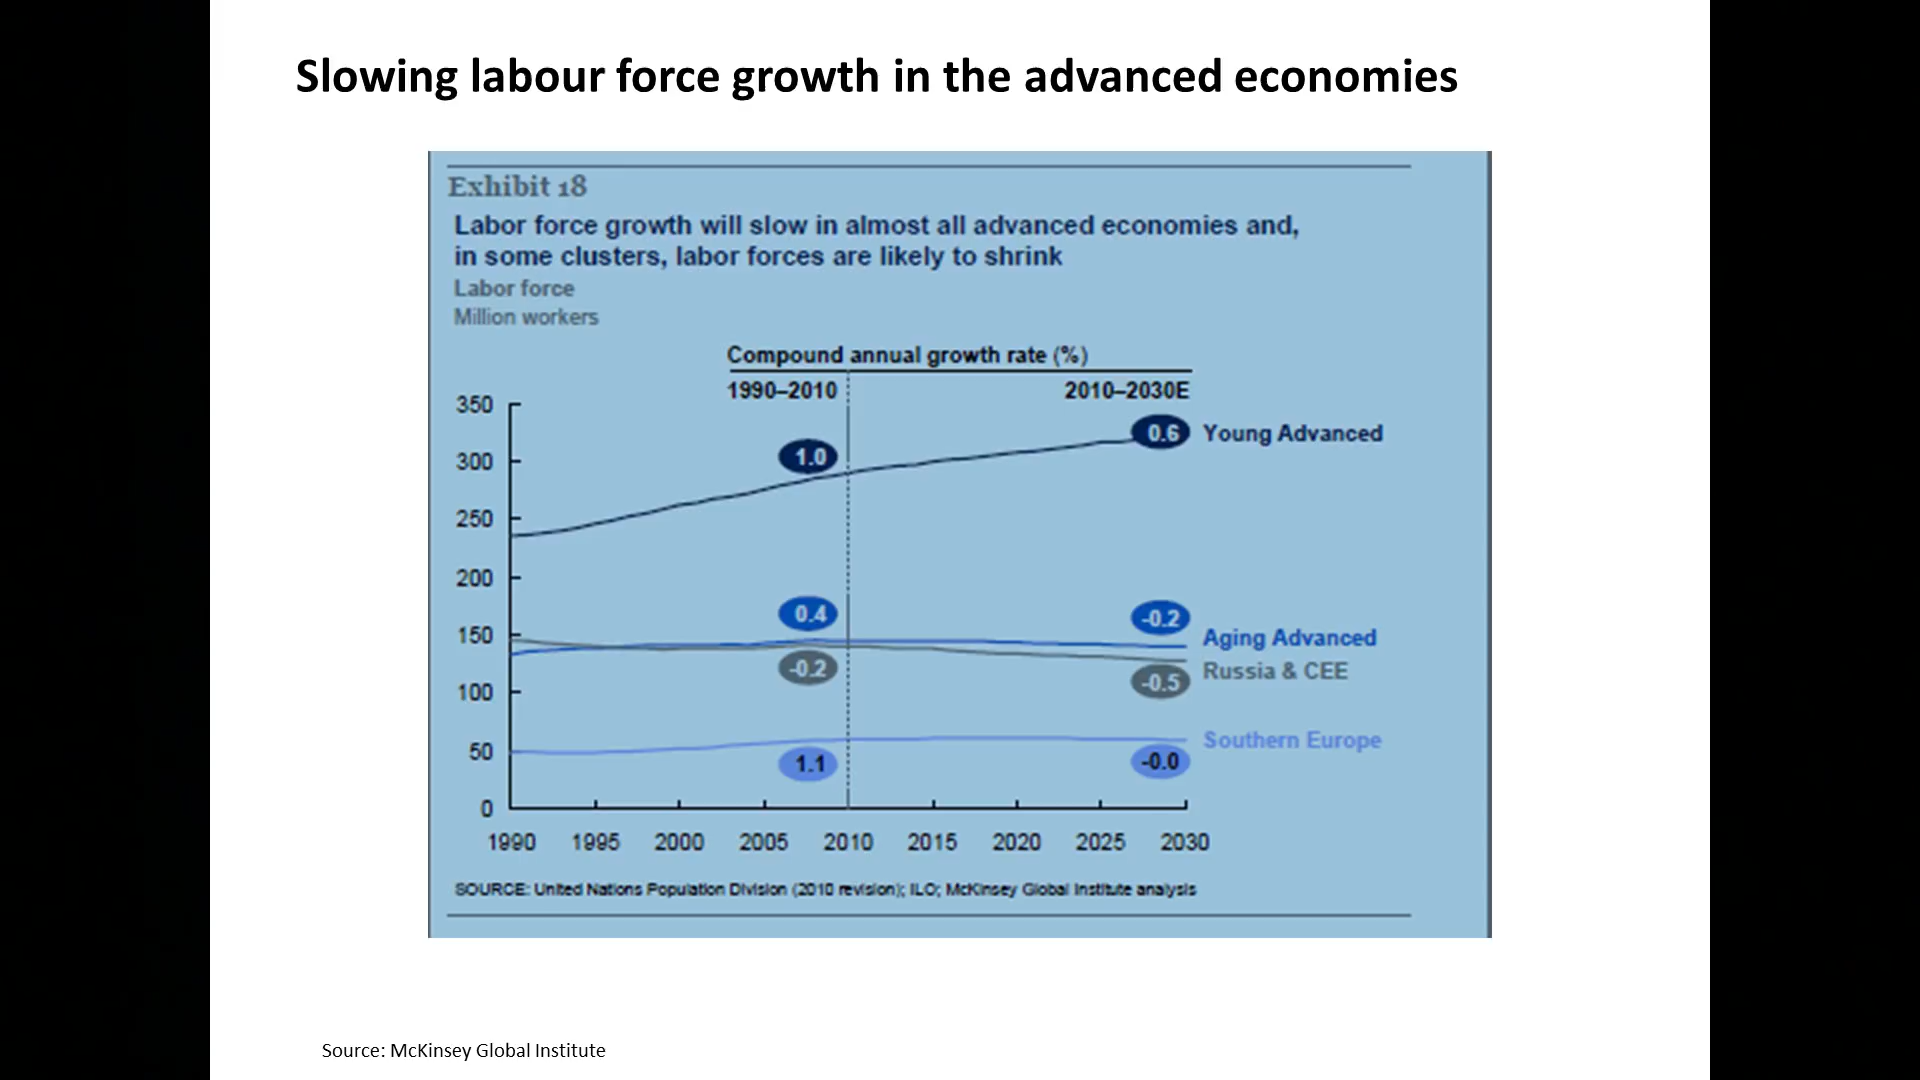 Slowing labour force growth in the advanced economies
Exhibit 18
Labor force growth will slow in almost all advanced economies and,
in some clusters, labor forces are likely to shrink
Labor force
Million workers
Compound annual growth rate (%)
1990–2010 2010–2030E
350
300
250
200
150
100
50
0
1.0
0.6 Young Advanced
0.4
-0.2
Aging Advanced
-0.2
-0.5
Russia & CEE
Southern Europe
1.1
-0.0
1990 1995 2000 2005 2010 2015 2020 2025 2030
SOURCE: United Nations Population Division (2010 revision); ILO; McKinsey Global Institute analysis
Source: McKinsey Global Institute